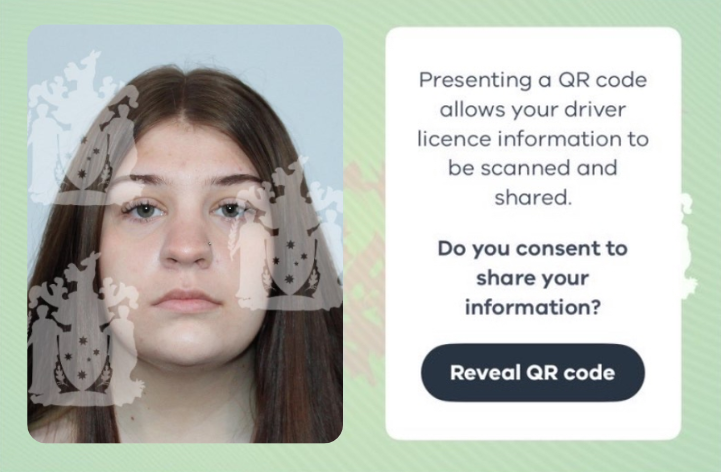 Presenting a QR code
allows your driver
licence information to
be scanned and
shared.
Do you consent to
share your
information?
Reveal QR code